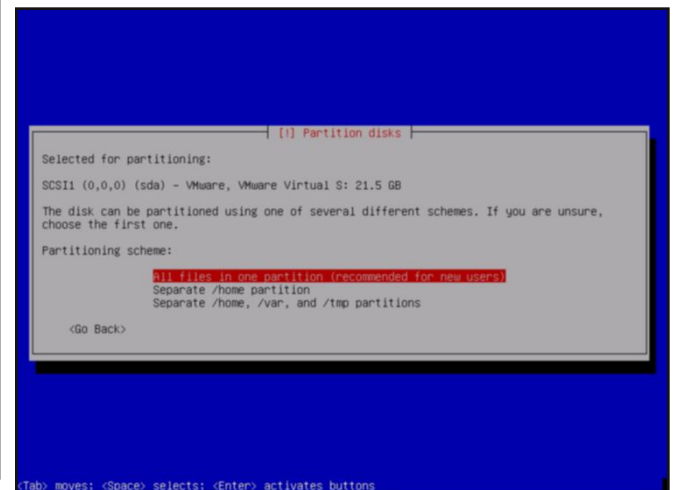 [!] Partition disks
Selected for partitioning:
SCSI1 (0,0,0) (sda) - VMware, VMware Virtual S: 21.5 GB
The disk can be partitioned using one of several different schemes. If you are unsure,
choose the first one.
Partitioning scheme:
All files in one partition (recommended for new users)
Separate /home partition
Separate /home, /var, and /tmp partitions
<Go Back>
<Tab> moves; <Space> selects; <Enter> activates buttons